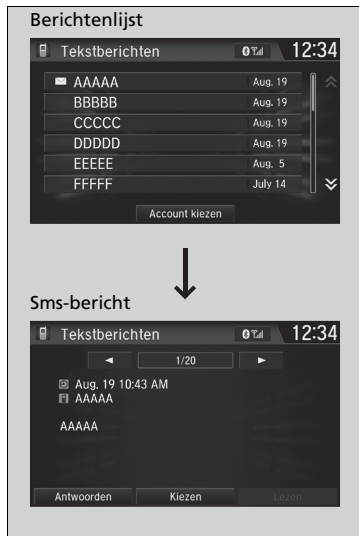 Berichtenlijst
Tekstberichten 12:34
AAAAA Aug. 19
BBBBB Aug. 19
CCCCC Aug. 19
DDDDD Aug. 19
EEEEE Aug. 5
FFFFF July 14
Account kiezen
Sms-bericht
Tekstberichten 12:34
1/20
Aug. 19 10:43 AM
AAAAA
AAAAA
Antwoorden Kiezen Lezen